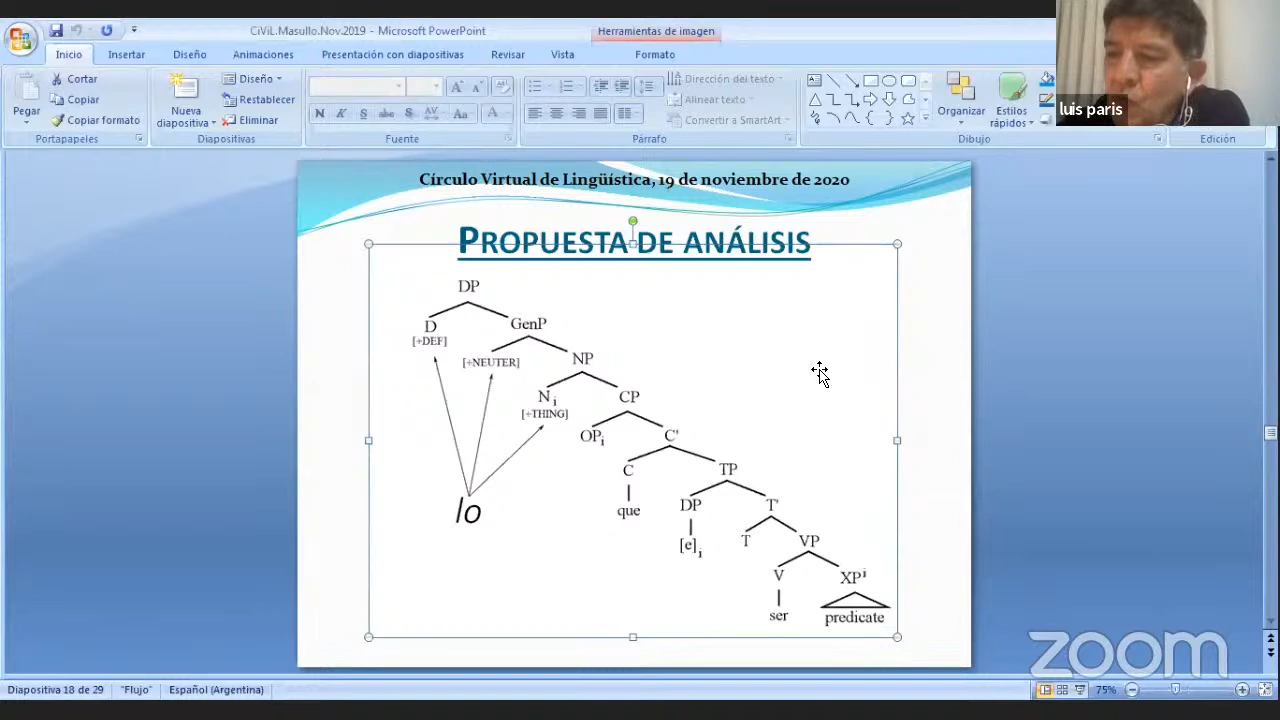 CiViL.Masullo.Nov.2019 - Microsoft PowerPoint
Herramientas de imagen
Inicio Insertar Diseño Animaciones Presentación con diapositivas Revisar Vista Formato
Pegar
Cortar
Copiar
Copiar formato
Portapapeles
Nueva
diapositiva
Diseño
Restablecer
Eliminar
Diapositivas
N K S abc S AV Aa A
Fuente
Párrafo
Dirección del texto
Alinear texto
Convertir a SmartArt
Organizar
Estilos
rápidos
Dibujo
Edición
luis paris
Círculo Virtual de Lingüística, 19 de noviembre de 2020
PROPUESTA DE ANÁLISIS
DP
D GenP
[+DEF]
[+NEUTER] NP
N i CP
[+THING]
OPi C'
C TP
que DP T'
[e]i T VP
V XPi
ser predicate
lo
zoom
Diapositiva 18 de 29 "Flujo" Español (Argentina) 75%